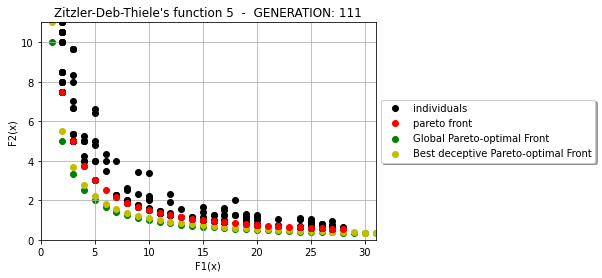 Zitzler-Deb-Thiele's function 5 - GENERATION: 111
F2(x)
10
8
6
4
2
0
0 5 10 15 20 25 30
F1(x)
individuals
pareto front
Global Pareto-optimal Front
Best deceptive Pareto-optimal Front